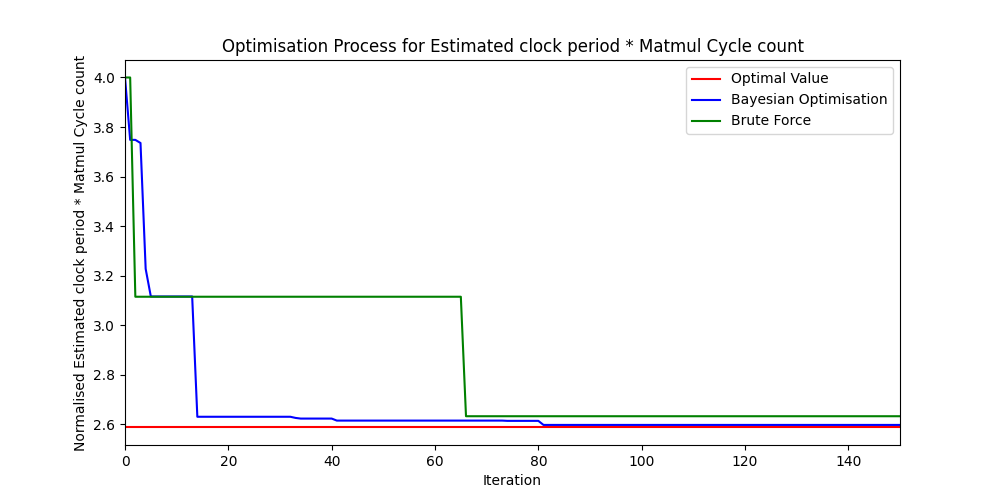 Optimisation Process for Estimated clock period * Matmul Cycle count
Normalised Estimated clock period * Matmul Cycle count
4.0
3.8
3.6
3.4
3.2
3.0
2.8
2.6
Optimal Value
Bayesian Optimisation
Brute Force
0 20 40 60 80 100 120 140
Iteration